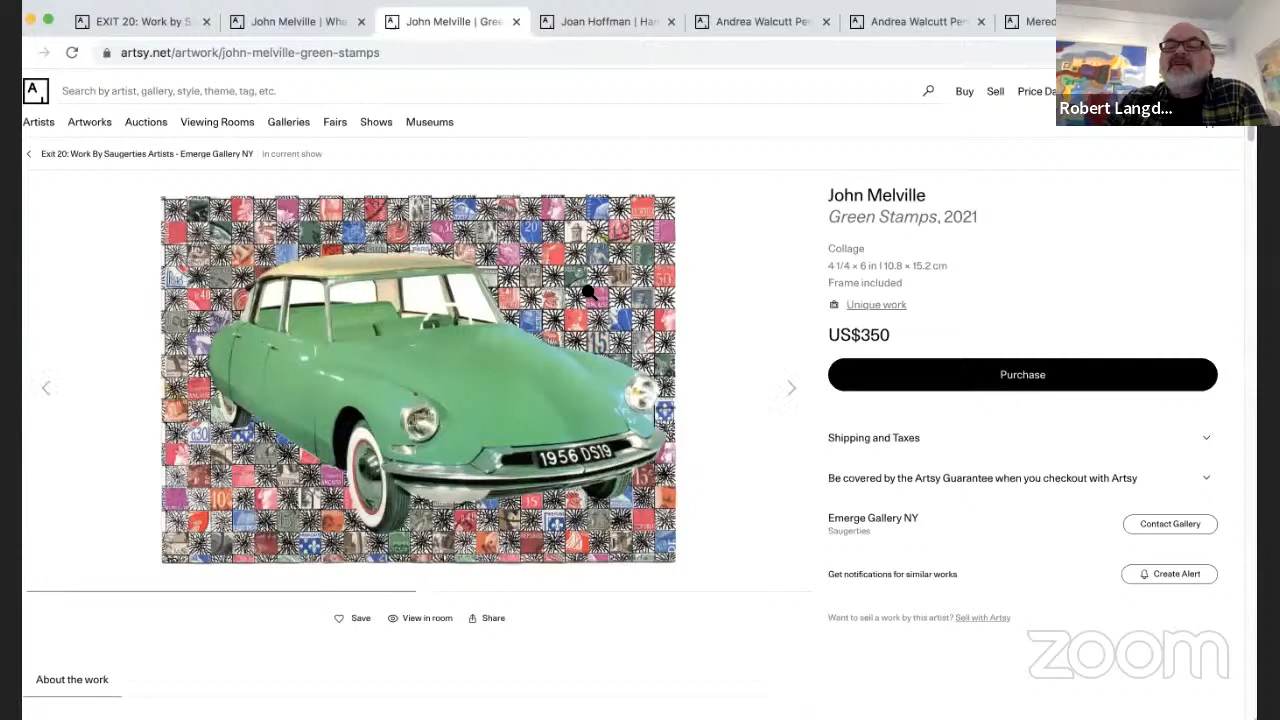 EXIT 20: Work by S
John Melville | Gree
Joan Hoffman | Ham
Andrea Walcutt Per
Andrea Walcutt Per
Mered
artsy.net/artwork/john-melville-green-stamps
A
Search by artist, gallery, style, theme, tag, etc.
Buy Sell Price Da
Robert Langd...
Artists Artworks Auctions Viewing Rooms Galleries Fairs Shows Museums
Exit 20: Work By Saugerties Artists - Emerge Gallery NY In current show
John Melville
Green Stamps, 2021
Collage
4 1/4 × 6 in | 10.8 × 15.2 cm
Frame included
Unique work
US$350
Purchase
1956 DS19
Shipping and Taxes
Be covered by the Artsy Guarantee when you checkout with Artsy
Emerge Gallery NY
Saugerties
Contact Gallery
Get notifications for similar works
Create Alert
Save View in room Share
Want to sell a work by this artist? Sell with Artsy
zoom
About the work